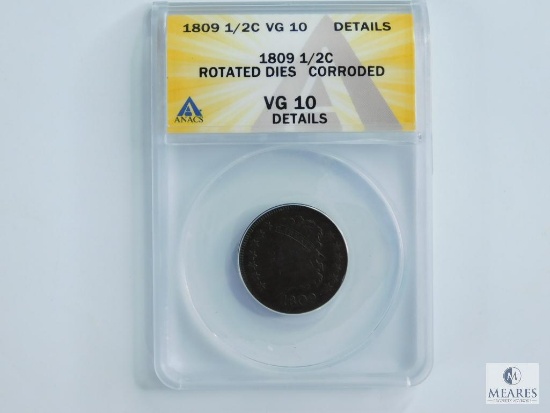 1809 1/2C VG 10 DETAILS
1809 1/2C
ROTATED DIES CORRODED
VG 10
DETAILS
ANACS
1809
M
MEARES